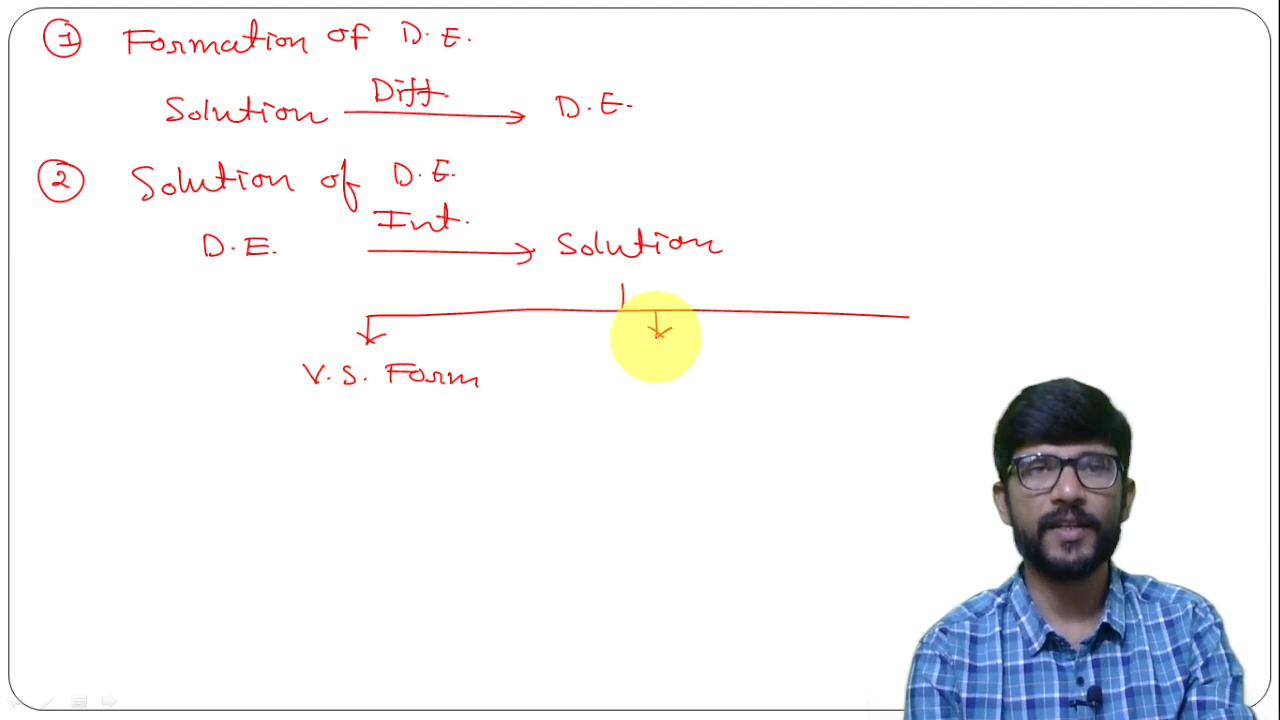 ① Formation of D.E.
Diff.
Solution → D.E.
② Solution of D.E.
Int.
D.E. → Solution
V.S. Form